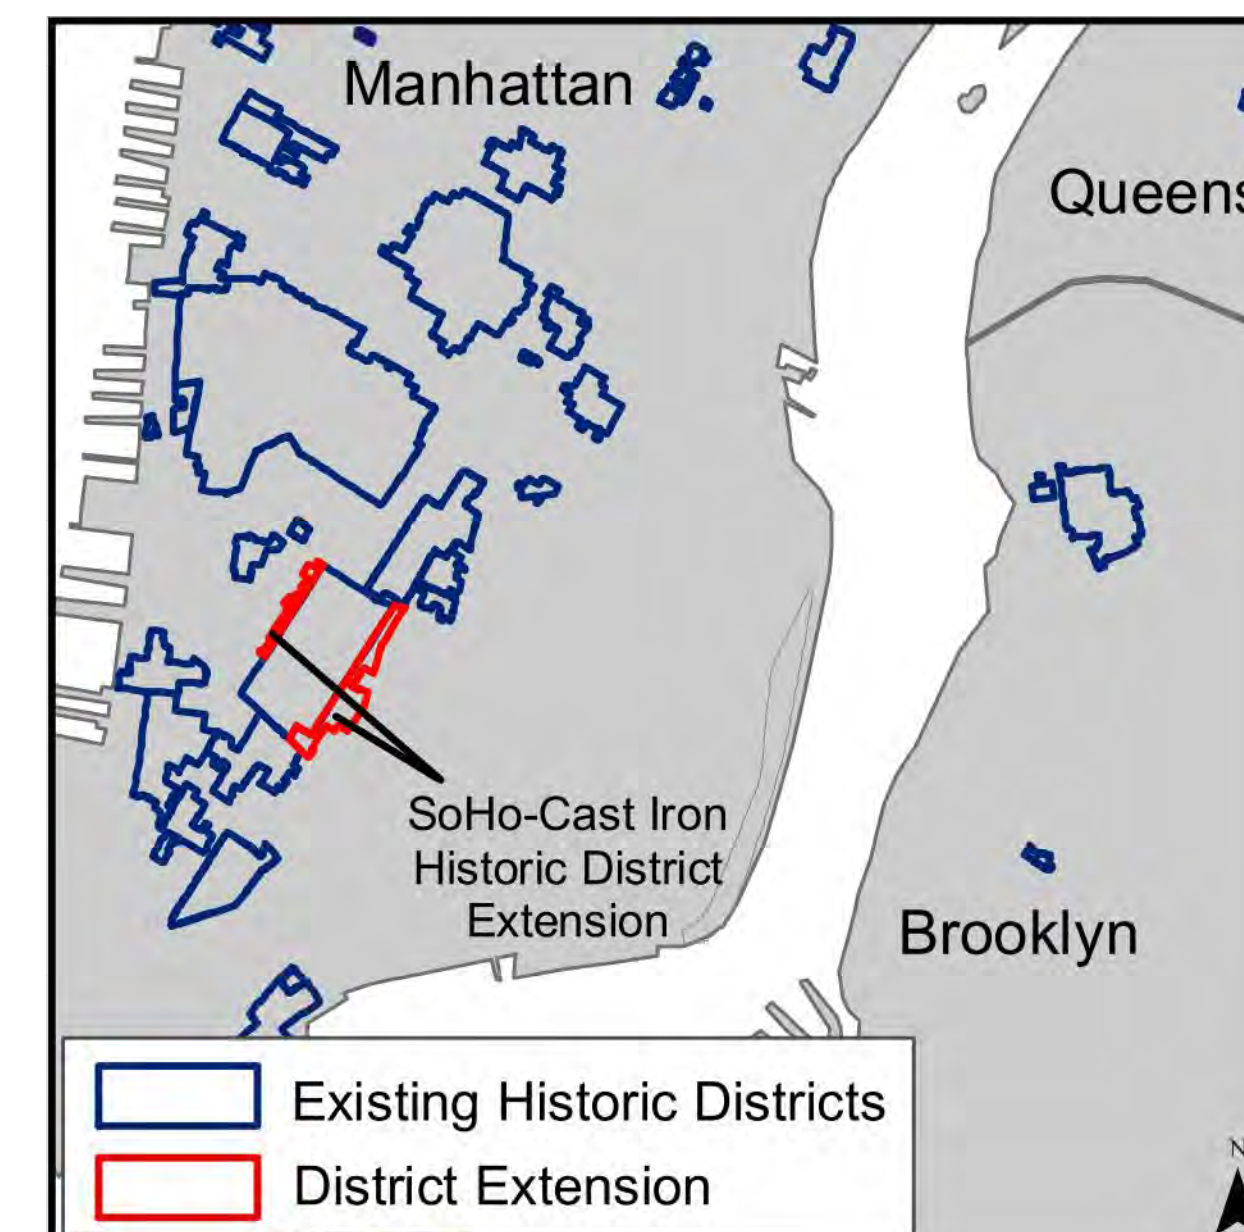 Manhattan
Queens
SoHo-Cast Iron
Historic District
Extension
Brooklyn
Existing Historic Districts
N
District Extension